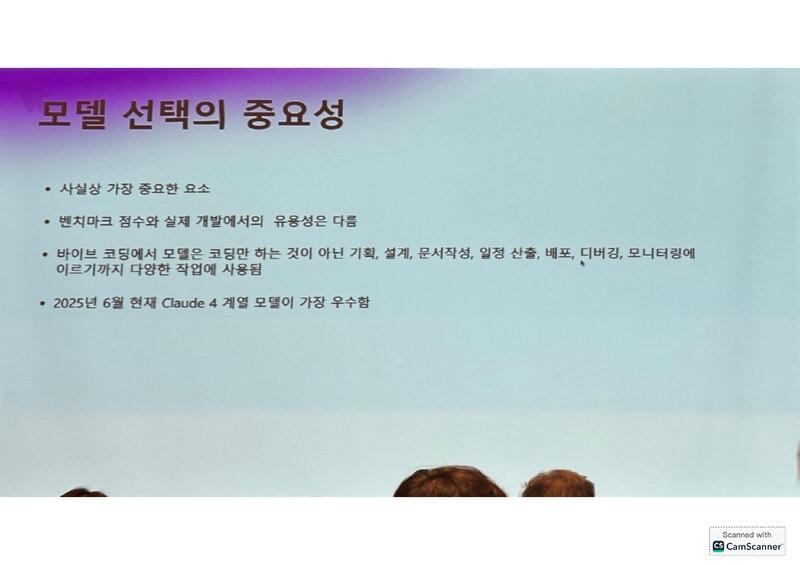 모델 선택의 중요성
• 사실상 가장 중요한 요소
• 벤치마크 점수와 실제 개발에서의 유용성은 다름
• 바이브 코딩에서 모델은 코딩만 하는 것이 아닌 기획, 설계, 문서작성, 일정 산출, 배포, 디버깅, 모니터링에
이르기까지 다양한 작업에 사용됨
• 2025년 6월 현재 Claude 4 계열 모델이 가장 우수함
Scanned with
CS CamScanner